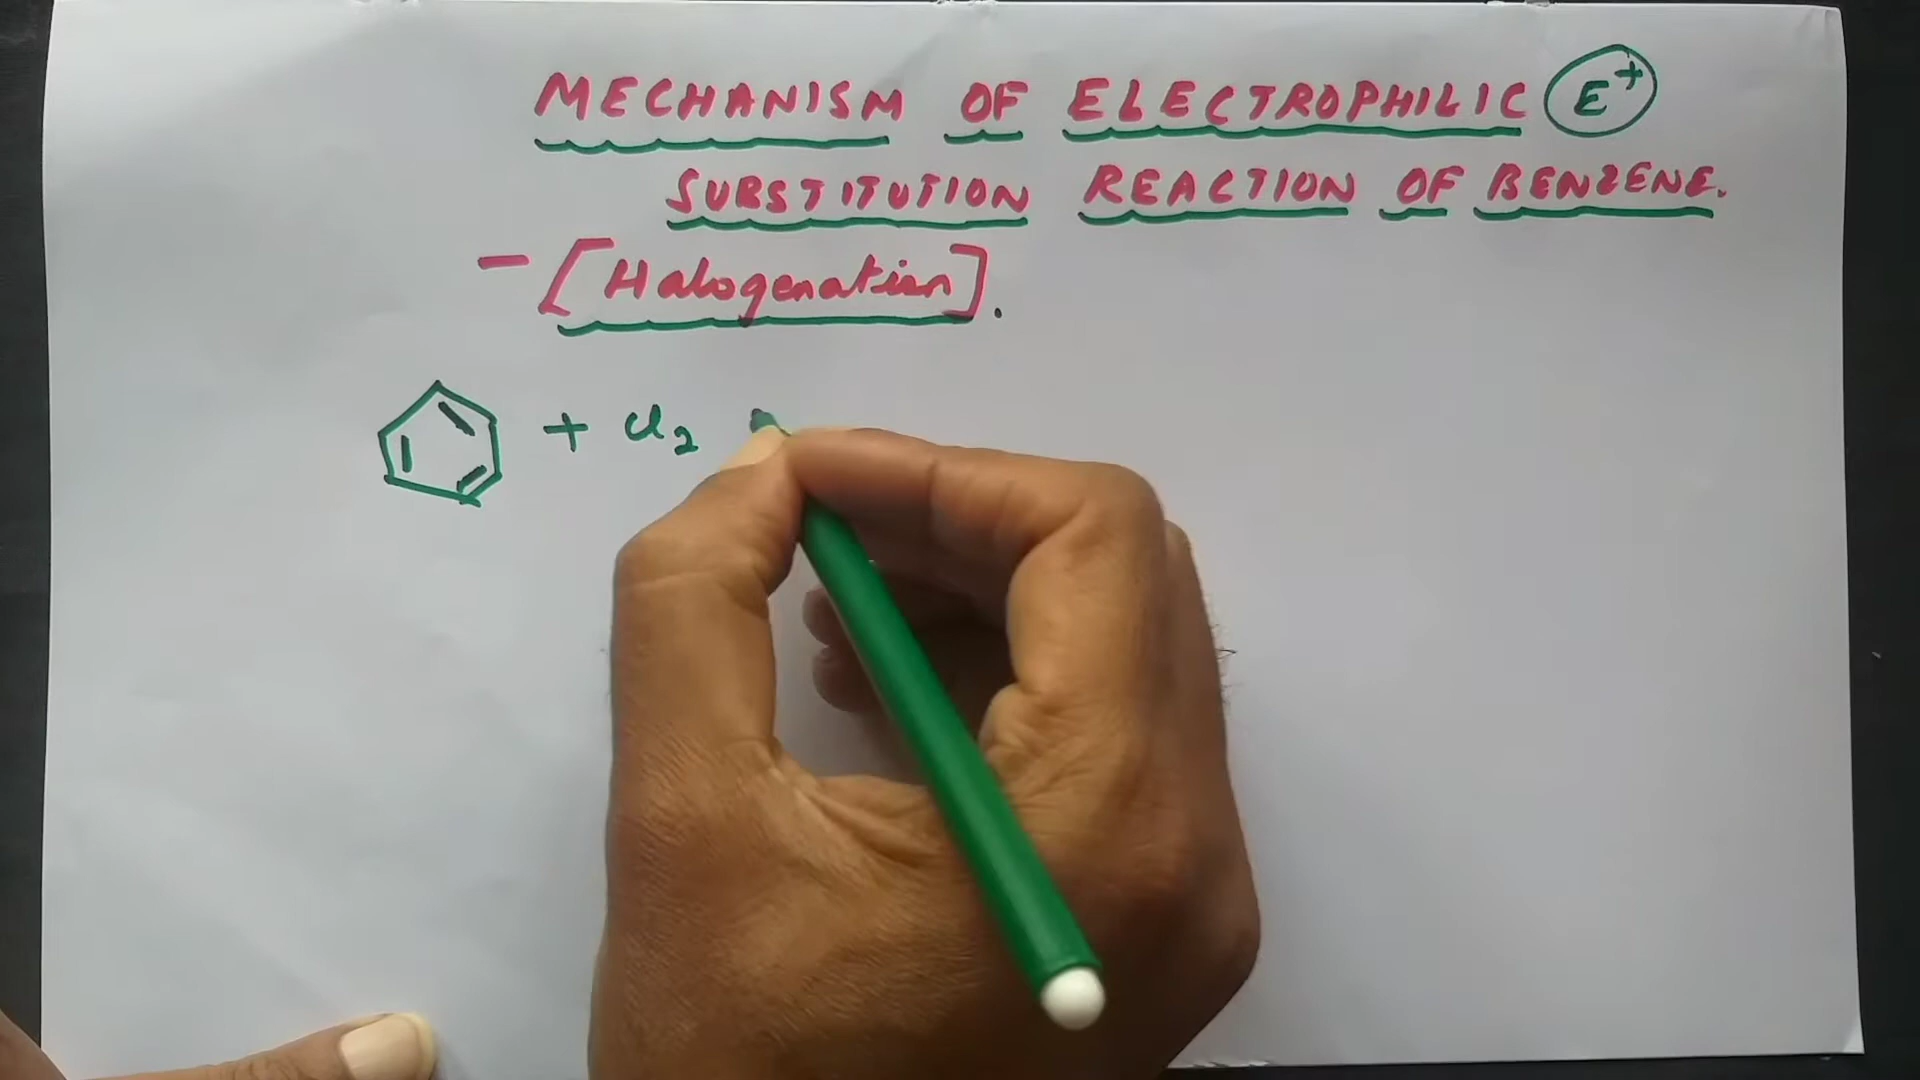 MECHANISM OF ELECTROPHILIC E+
SUBSTITUTION REACTION OF BENZENE.
- [Halogenation].
+ Cl2